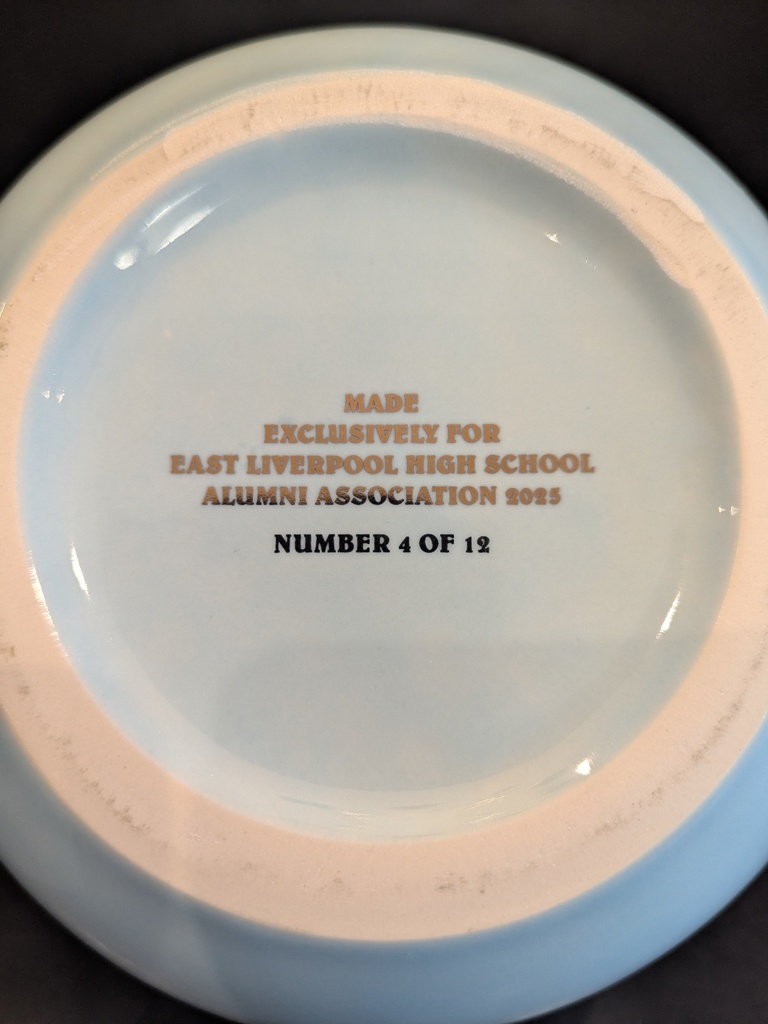 MADE
EXCLUSIVELY FOR
EAST LIVERPOOL HIGH SCHOOL
ALUMNI ASSOCIATION 2025
NUMBER 4 OF 12